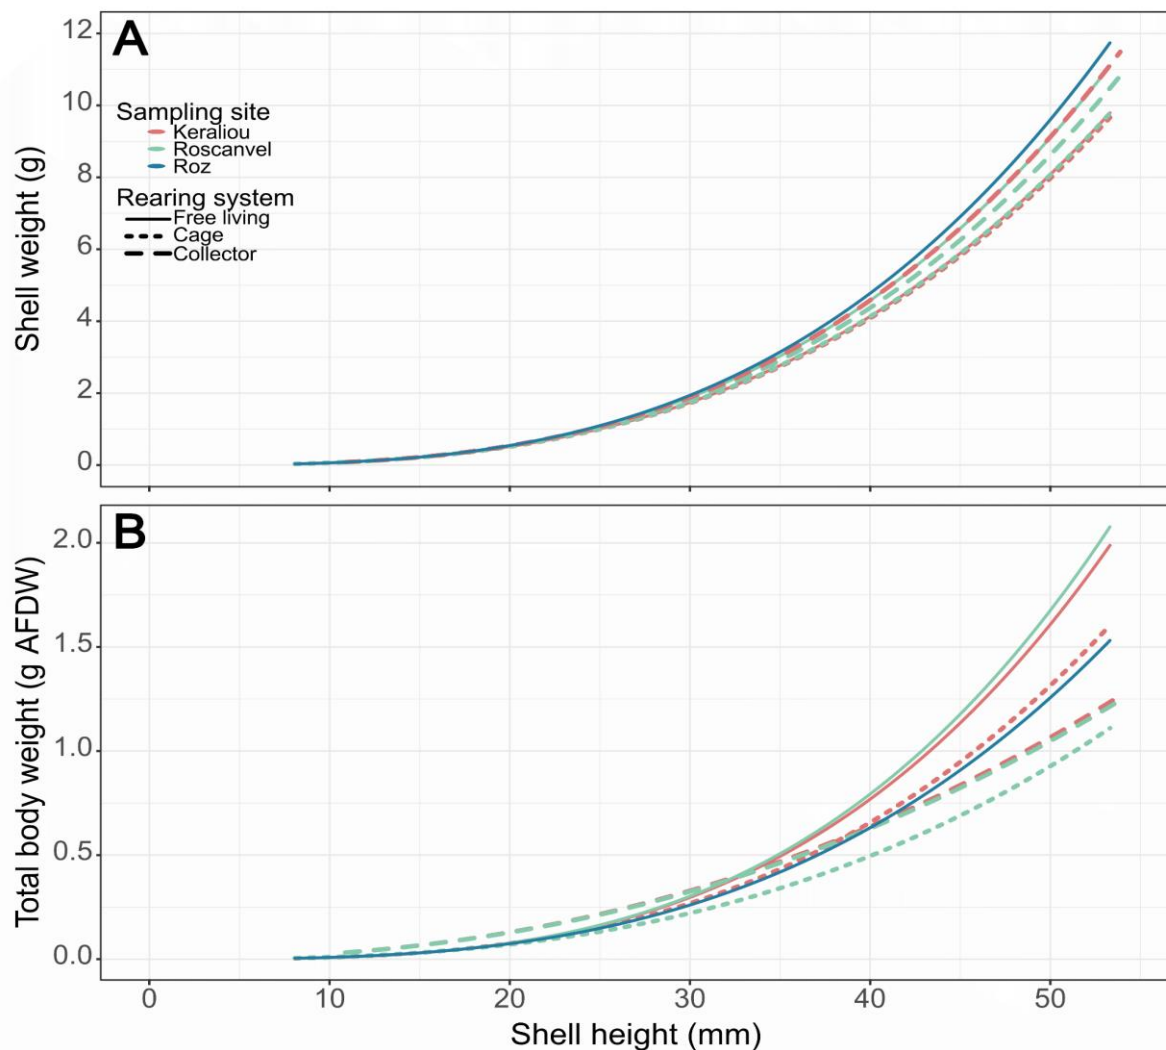 A
12
10
8
6
4
2
0
Shell weight (g)
Sampling site
Keraliou
Roscanvel
Roz
Rearing system
Free living
Cage
Collector
B
2.0
1.5
1.0
0.5
0.0
Total body weight (g AFDW)
0 10 20 30 40 50
Shell height (mm)